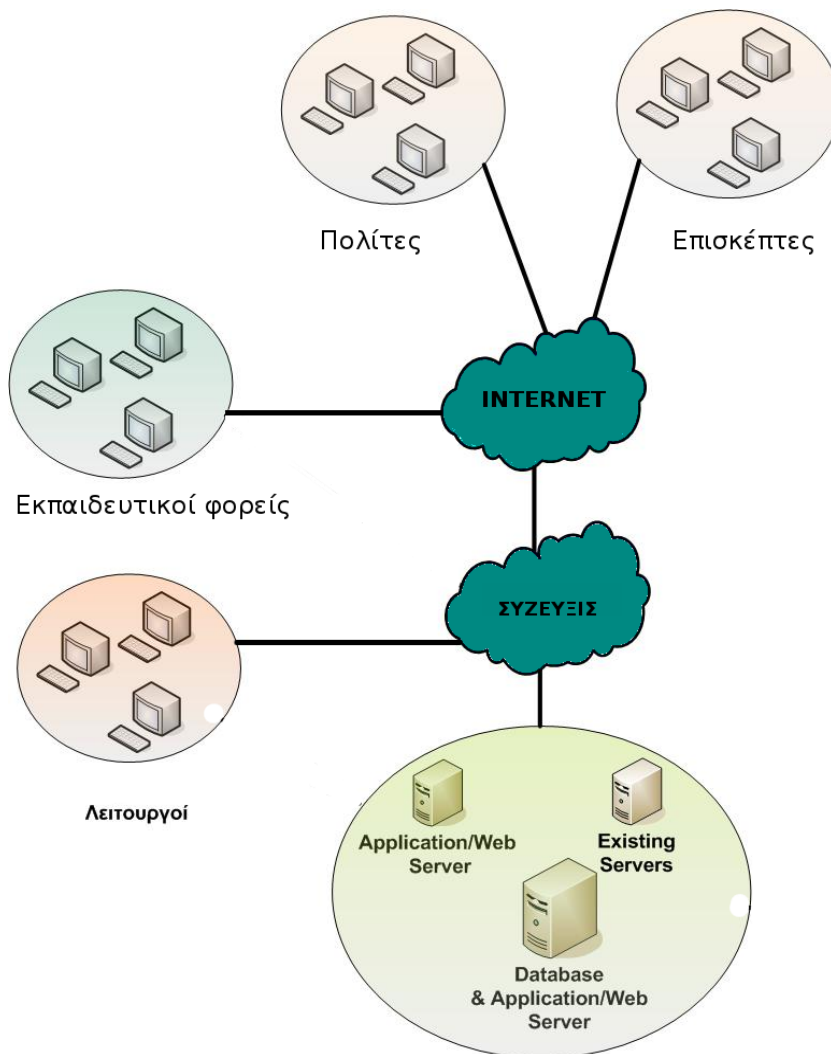 Πολίτες
Επισκέπτες
INTERNET
Εκπαιδευτικοί φορείς
ΣΥΖΕΥΞΙΣ
Λειτουργοί
Application/Web
Server
Existing
Servers
Database
& Application/Web
Server